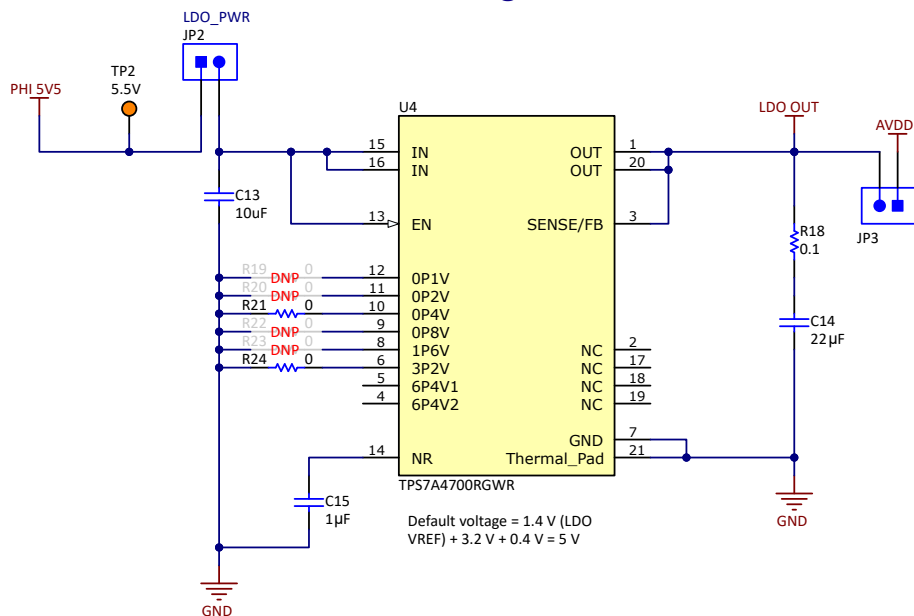 LDO_PWR
JP2
TP2
5.5V
PHI 5V5
U4
LDO OUT
AVDD
15 IN OUT 1
16 IN OUT 20
C13
10uF
13 EN SENSE/FB 3
JP3
R18
0.1
R19 DNP 0 12 0P1V
R20 DNP 0 11 0P2V
R21 0 10 0P4V
R22 DNP 0 9 0P8V
R23 DNP 0 8 1P6V NC 2
R24 0 6 3P2V NC 17
5 6P4V1 NC 18
4 6P4V2 NC 19
C14
22µF
GND 7
14 NR Thermal_Pad 21
TPS7A4700RGWR
C15
1µF
GND
Default voltage = 1.4 V (LDO
VREF) + 3.2 V + 0.4 V = 5 V
GND